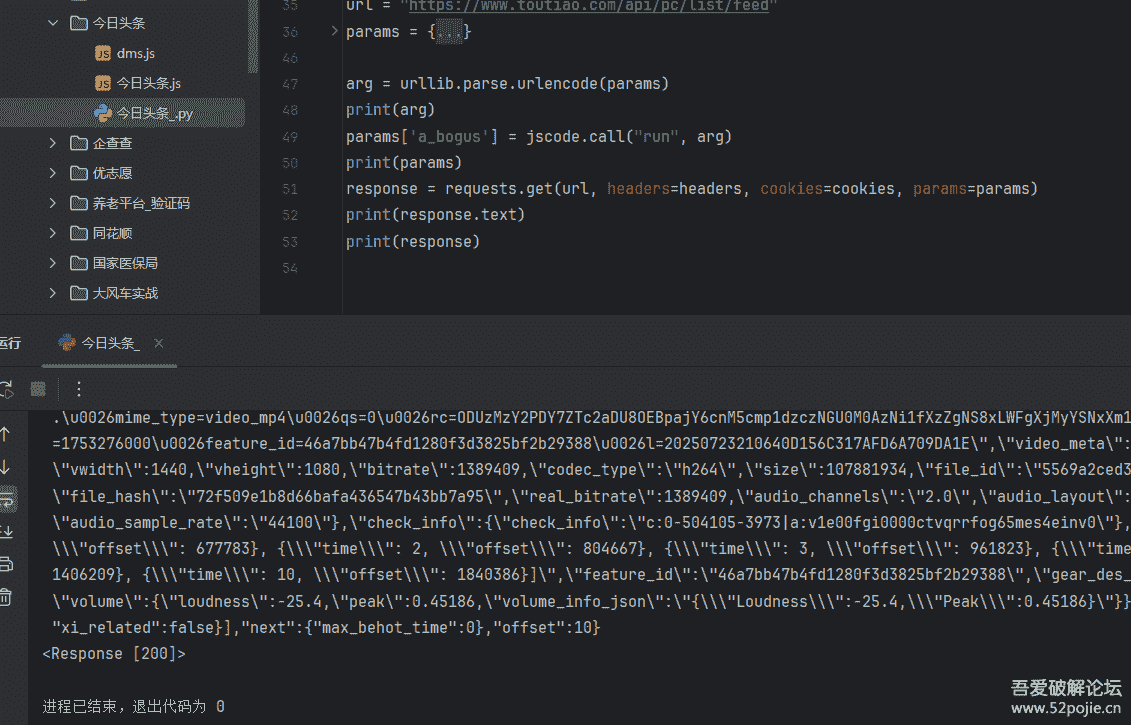 今日头条
JS dms.js
JS 今日头条.js
今日头条_.py
企查查
优志愿
养老平台_验证码
同花顺
国家医保局
大风车实战
35 url = "https://www.toutiao.com/api/pc/list/feed"
36 params = {...}
46
47 arg = urllib.parse.urlencode(params)
48 print(arg)
49 params['a_bogus'] = jscode.call("run", arg)
50 print(params)
51 response = requests.get(url, headers=headers, cookies=cookies, params=params)
52 print(response.text)
53 print(response)
54
运行 今日头条_ ×
.\u0026mime_type=video_mp4\u0026qs=0\u0026rc=ODUzMzY2PDY7ZTc2aDU8OEBpajY6cnM5cmp1dzczNGU0M0AzNi1fXzZgNS8xLWFgXjMyYSNxXm1
=1753276000\u0026feature_id=46a7bb47b4fd1280f3d3825bf2b29388\u0026l=20250723210640D156C317AFD6A709DA1E\",\"video_meta\":
\"vwidth\":1440,\"vheight\":1080,\"bitrate\":1389409,\"codec_type\":\"h264\",\"size\":107881934,\"file_id\":\"5569a2ced3
\"file_hash\":\"72f509e1b8d66bafa436547b43bb7a95\",\"real_bitrate\":1389409,\"audio_channels\":\"2.0\",\"audio_layout\":
\"audio_sample_rate\":\"44100\"},\"check_info\":{\"check_info\":\"c:0-504105-3973|a:v1e00fgi0000ctvqrrfog65mes4einv0\"},
\\\"offset\\\": 677783}, {\\\"time\\\": 2, \\\"offset\\\": 804667}, {\\\"time\\\": 3, \\\"offset\\\": 961823}, {\\\"time
1406209}, {\\\"time\\\": 10, \\\"offset\\\": 1840386}]\",\"feature_id\":\"46a7bb47b4fd1280f3d3825bf2b29388\",\"gear_des_
\"volume\":{\"loudness\":-25.4,\"peak\":0.45186,\"volume_info_json\":\"{\\\"Loudness\\\":-25.4,\\\"Peak\\\":0.45186}\"}}
"xi_related":false}],"next":{"max_behot_time":0},"offset":10}
<Response [200]>
进程已结束，退出代码为 0
吾爱破解论坛
www.52pojie.cn